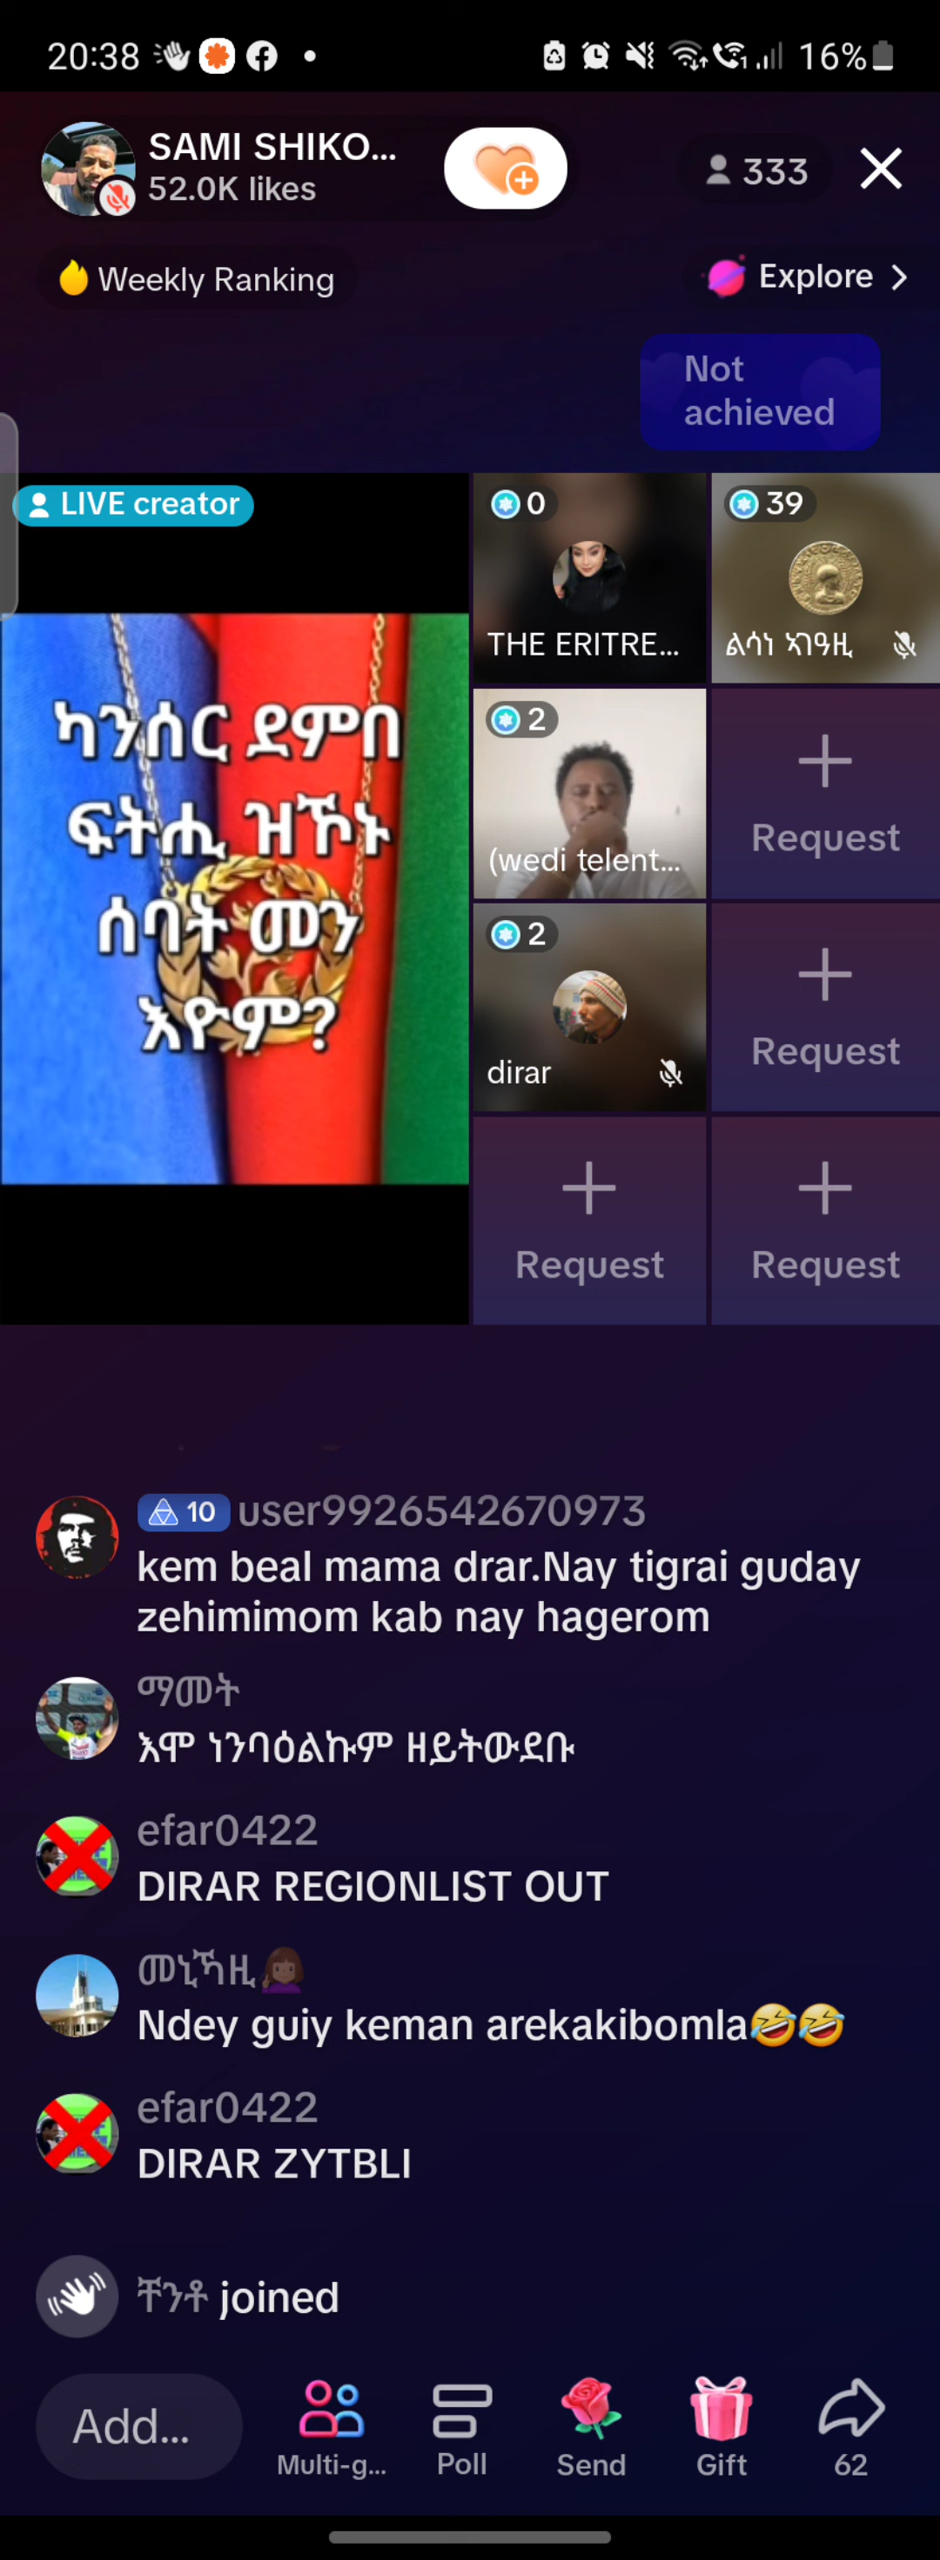 20:38
16%
SAMI SHIKO...
52.0K likes
333
Weekly Ranking
Explore
Not
achieved
LIVE creator
ካንሰር ደምበ
ፍትሒ ዝኾኑ
ሰባት መን
እዮም?
0
THE ERITRE...
39
ልሳነ ኣገዓዚ
2
(wedi telent...
Request
2
dirar
Request
Request
Request
10 user9926542670973
kem beal mama drar.Nay tigrai guday
zehimimom kab nay hagerom
ማመት
እሞ ነንባዕልኩም ዘይትውደቡ
efar0422
DIRAR REGIONLIST OUT
መኒኻዚ
Ndey guiy keman arekakibomla🤣🤣
efar0422
DIRAR ZYTBLI
ቸንቶ joined
Add...
Multi-g...
Poll
Send
Gift
62